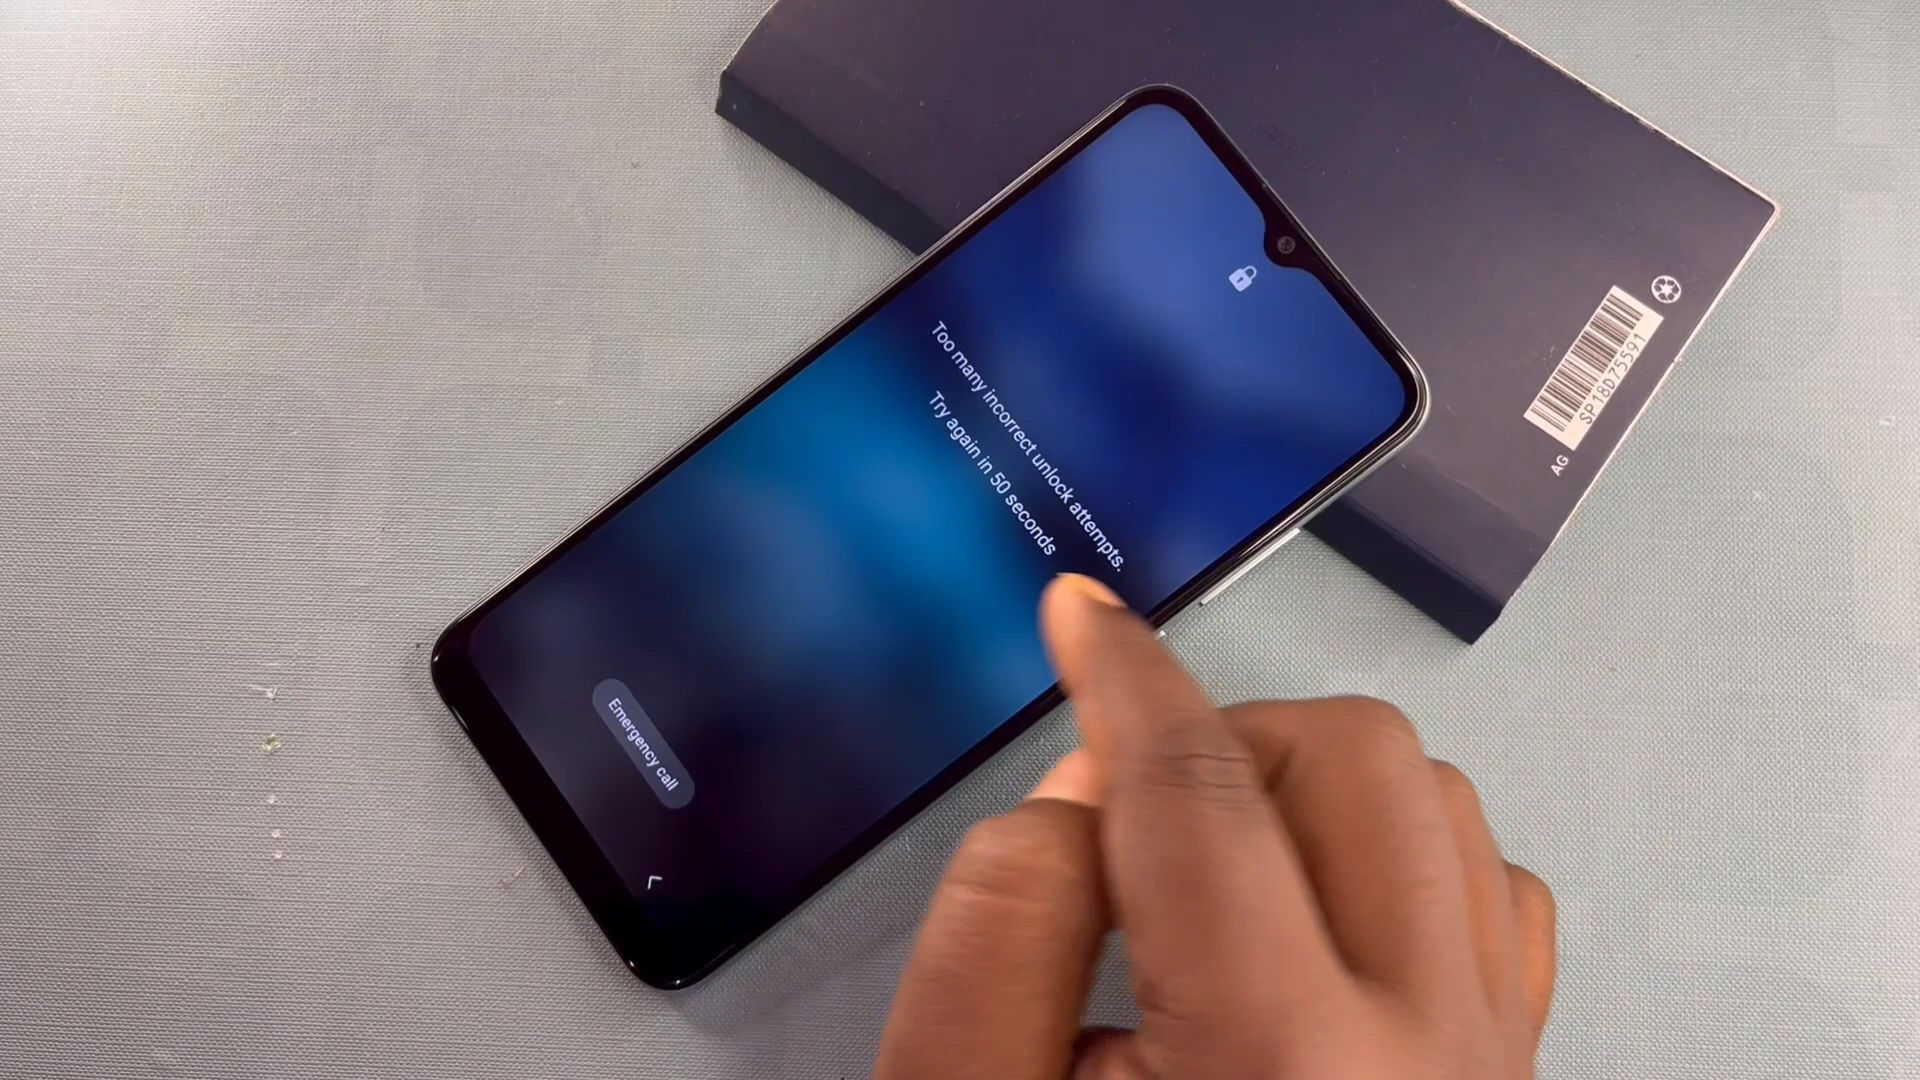 Too many incorrect unlock attempts.
Try again in 50 seconds
Emergency call
SP18D75591
AG